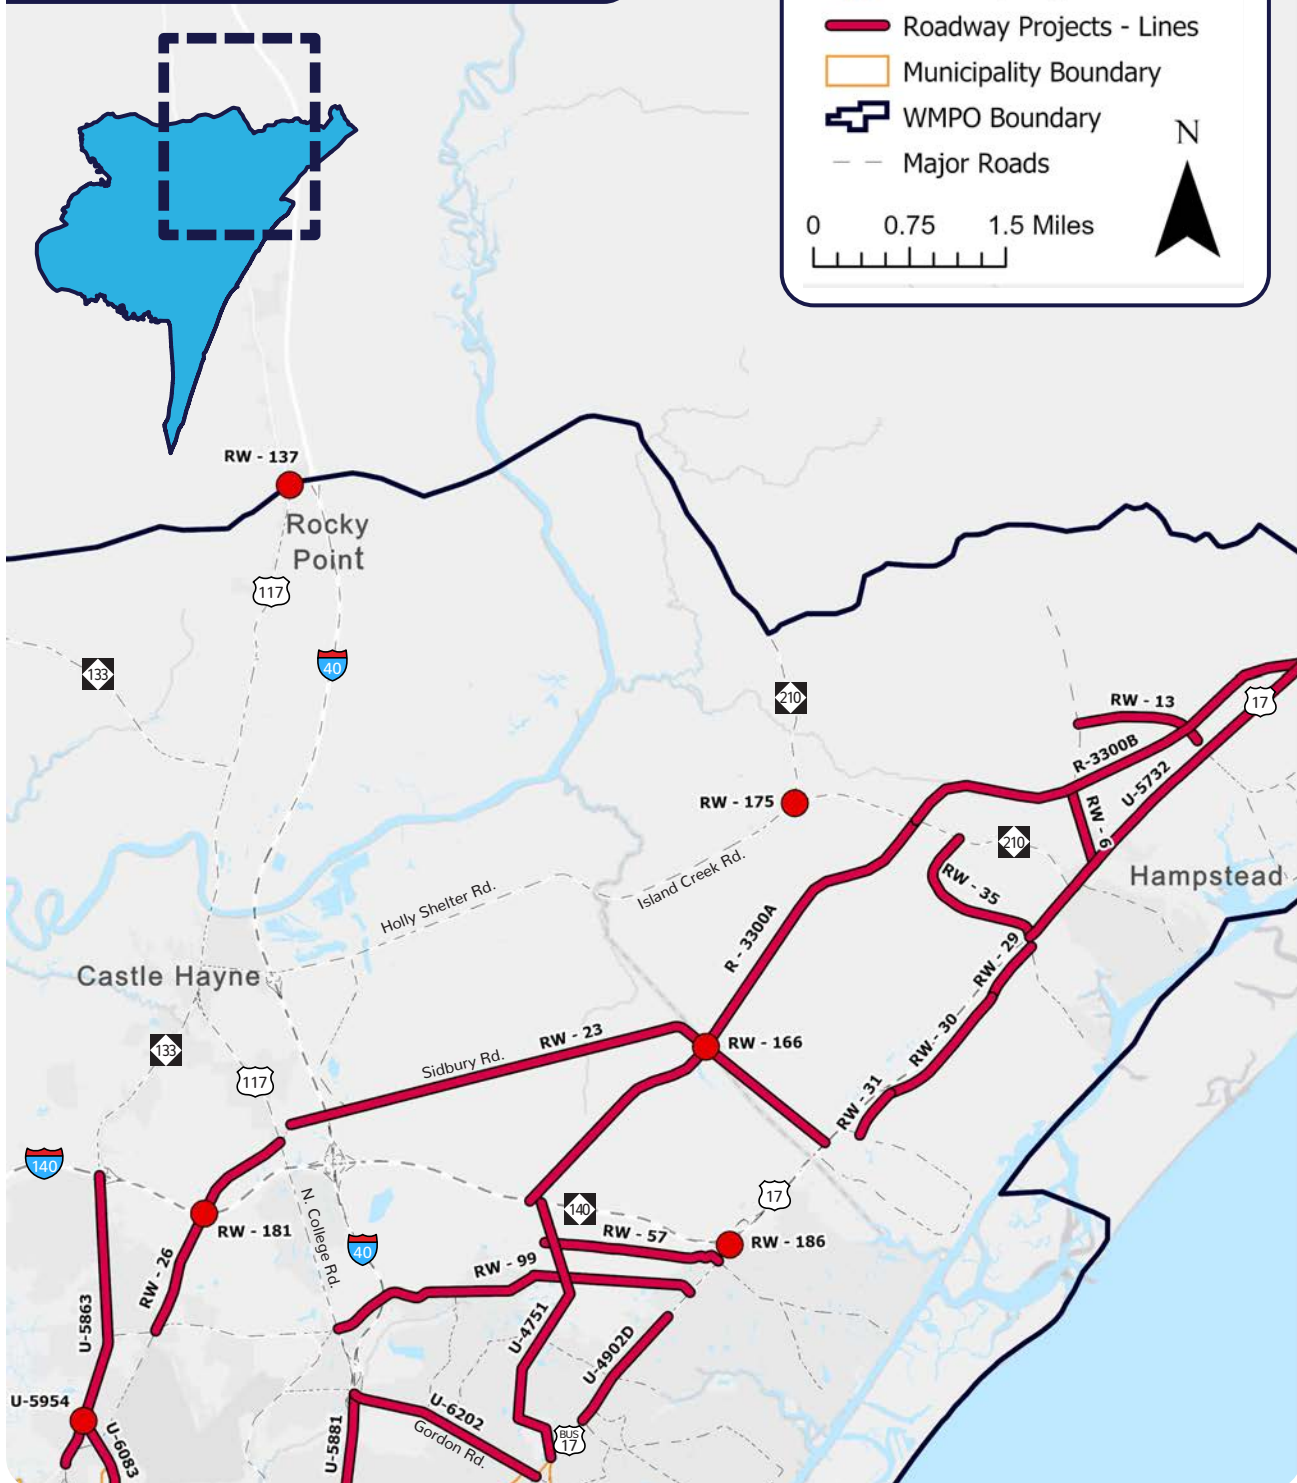 Roadway Projects - Lines
Municipality Boundary
WMPO Boundary
Major Roads
N
0 0.75 1.5 Miles
RW - 137
Rocky
Point
117
40
133
210
17
RW - 13
R-3300B
U-5732
RW - 6
RW - 175
210
Hampstead
Island Creek Rd.
Holly Shelter Rd.
RW - 35
R - 3300A
RW - 29
Castle Hayne
RW - 30
RW - 23
RW - 166
133
Sidbury Rd.
117
RW - 31
140
17
N. College Rd.
140
RW - 181
RW - 57
RW - 186
40
RW - 26
RW - 99
U-5863
U-4751
U-4902D
U-5954
U-6083
U-5881
U-6202
Gordon Rd.
BUS
17